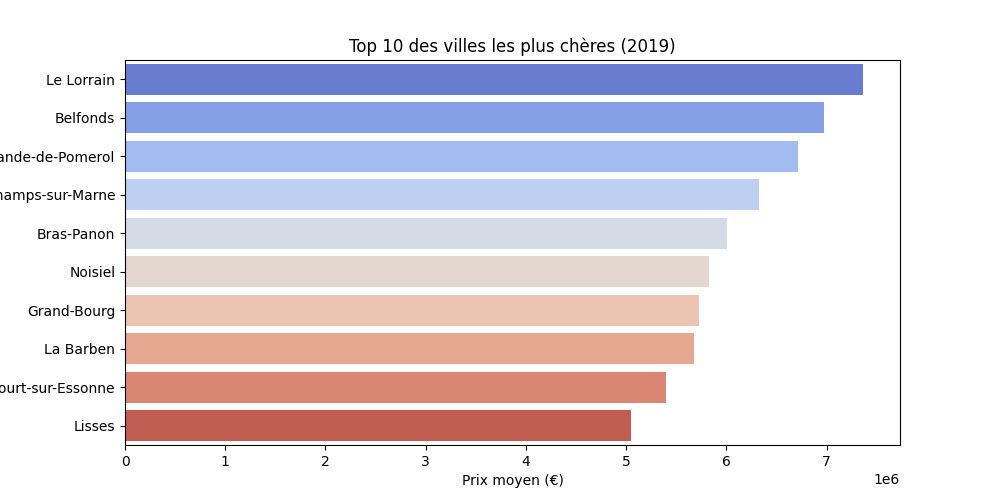 Top 10 des villes les plus chères (2019)
Le Lorrain
Belfonds
ande-de-Pomerol
hamps-sur-Marne
Bras-Panon
Noisiel
Grand-Bourg
La Barben
ourt-sur-Essonne
Lisses
0 1 2 3 4 5 6 7
1e6
Prix moyen (€)